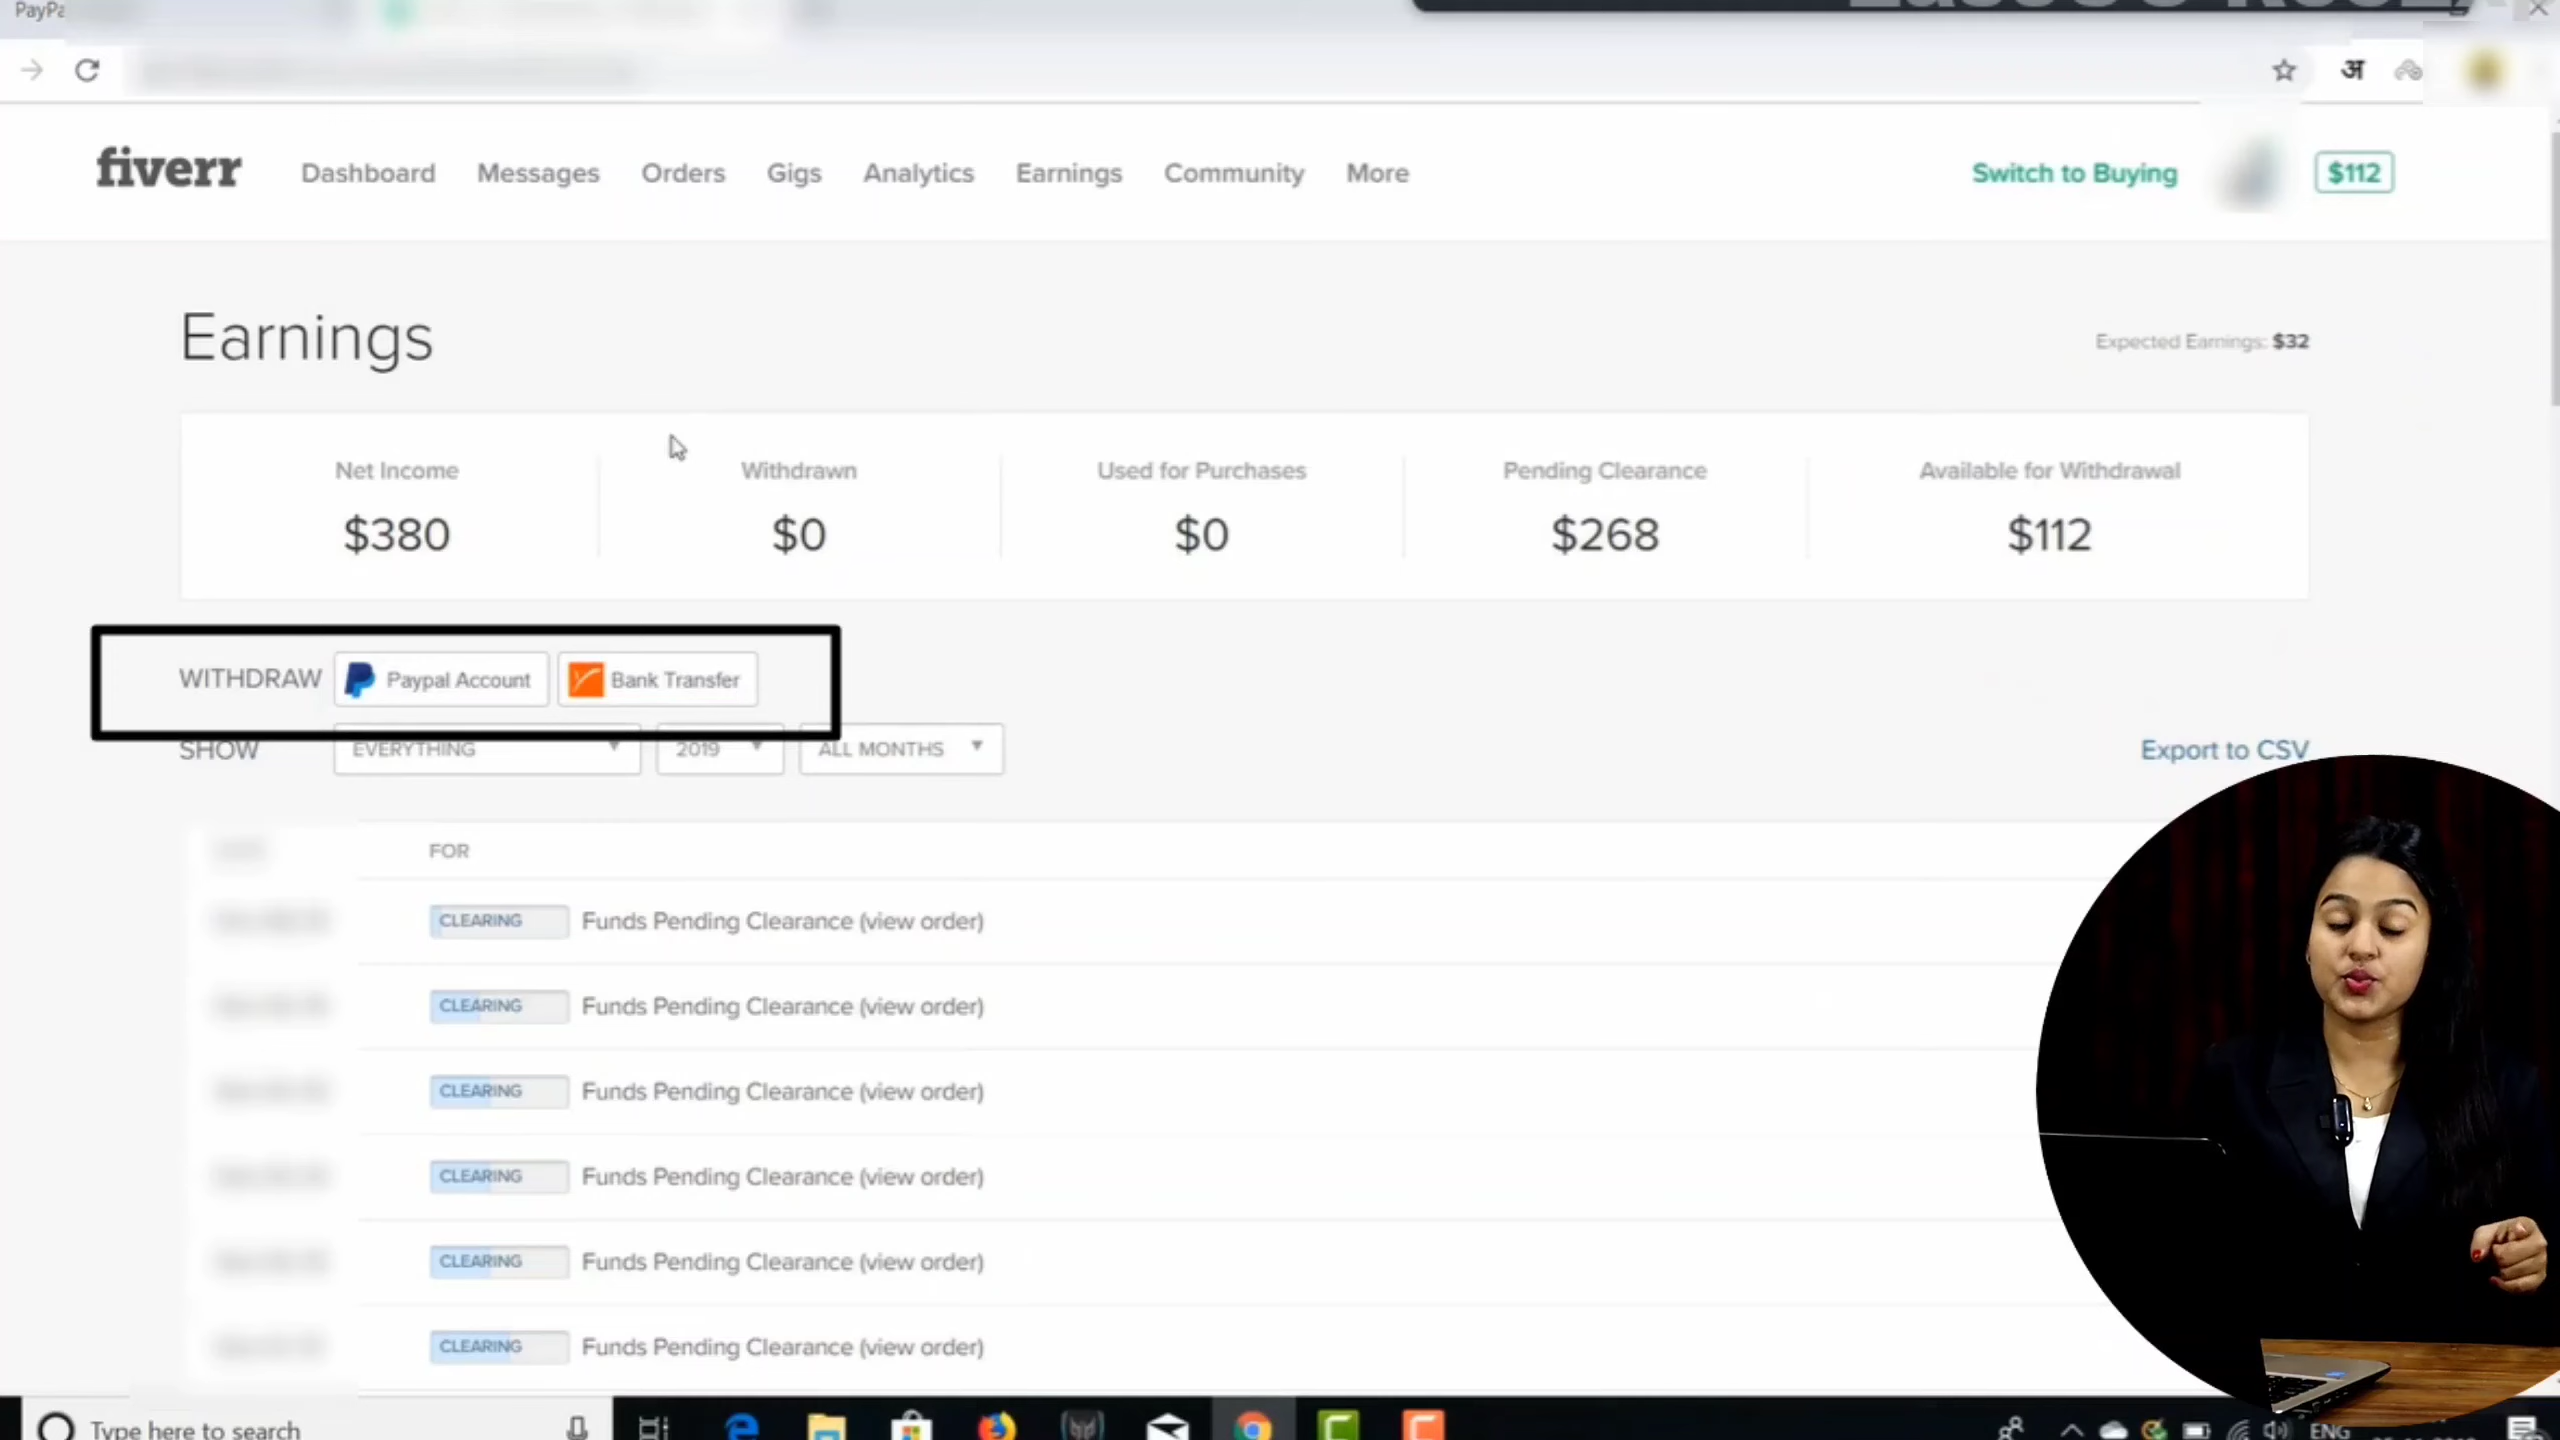 PayPa
fiverr Dashboard Messages Orders Gigs Analytics Earnings Community More Switch to Buying $112
Earnings
Expected Earnings: $32
Net Income Withdrawn Used for Purchases Pending Clearance Available for Withdrawal
$380 $0 $0 $268 $112
WITHDRAW Paypal Account Bank Transfer
SHOW EVERYTHING 2019 ALL MONTHS Export to CSV
FOR
CLEARING Funds Pending Clearance (view order)
CLEARING Funds Pending Clearance (view order)
CLEARING Funds Pending Clearance (view order)
CLEARING Funds Pending Clearance (view order)
CLEARING Funds Pending Clearance (view order)
CLEARING Funds Pending Clearance (view order)
Type here to search ENG